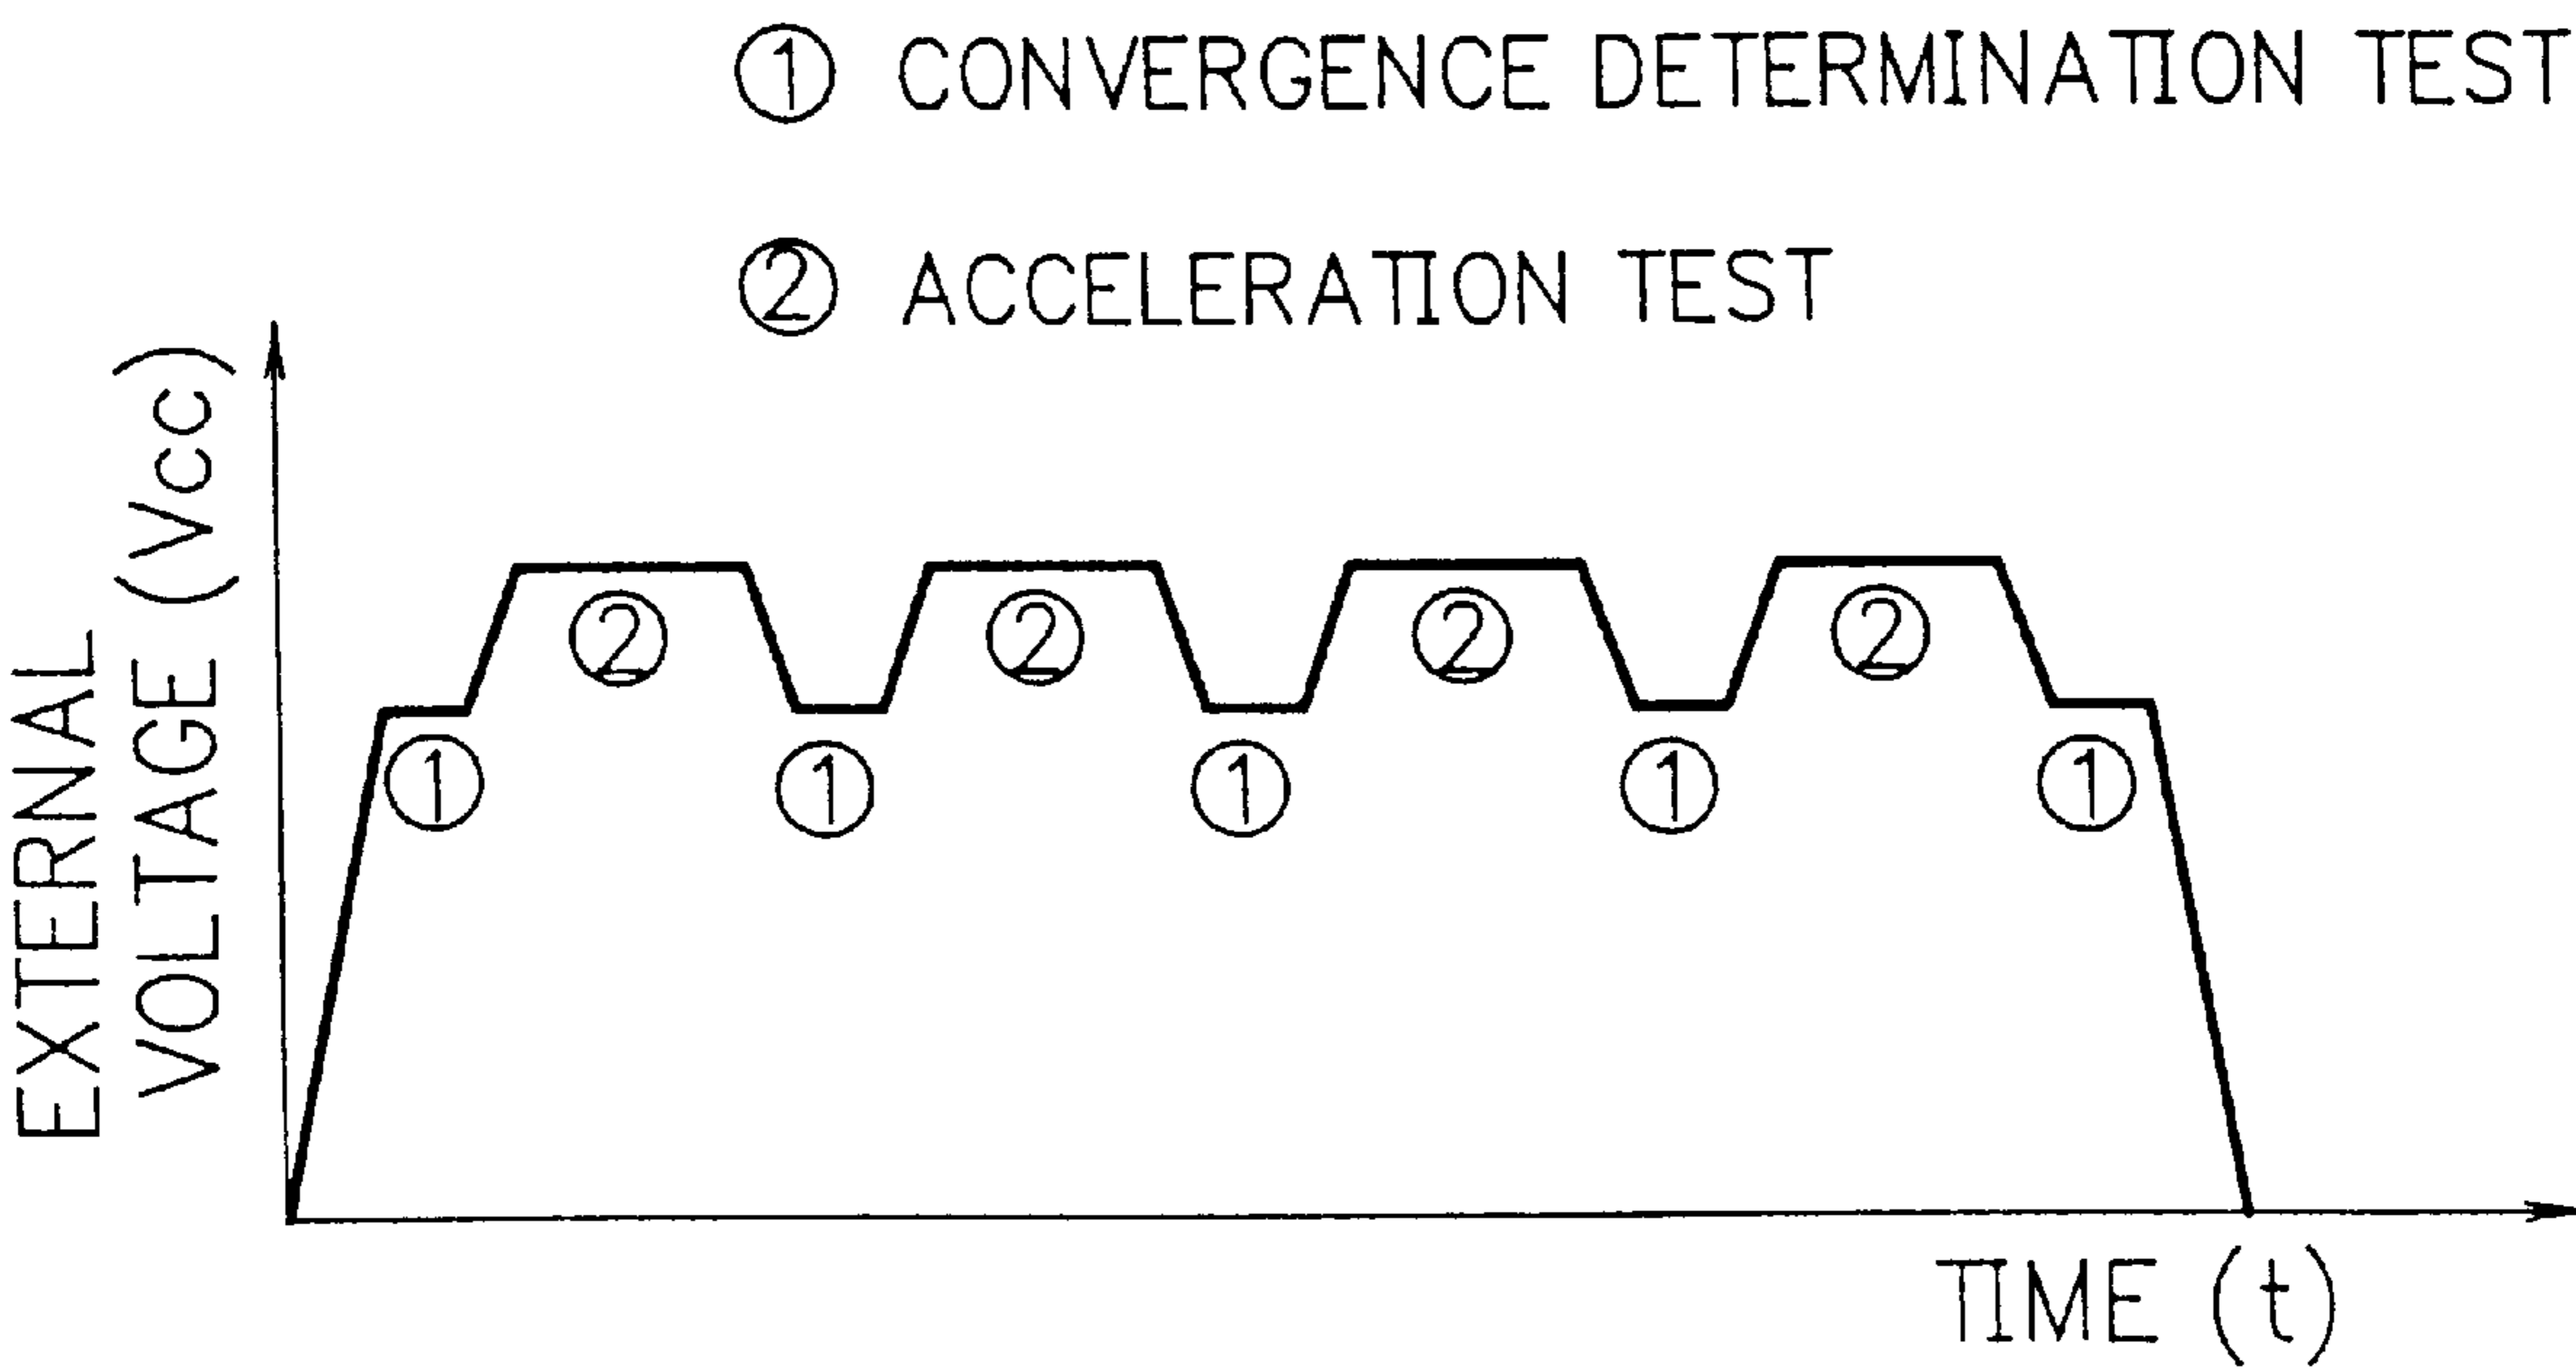 ① CONVERGENCE DETERMINATION TEST
② ACCELERATION TEST
EXTERNAL
VOLTAGE (Vcc)
② ② ② ②
① ① ① ① ①
TIME (t)